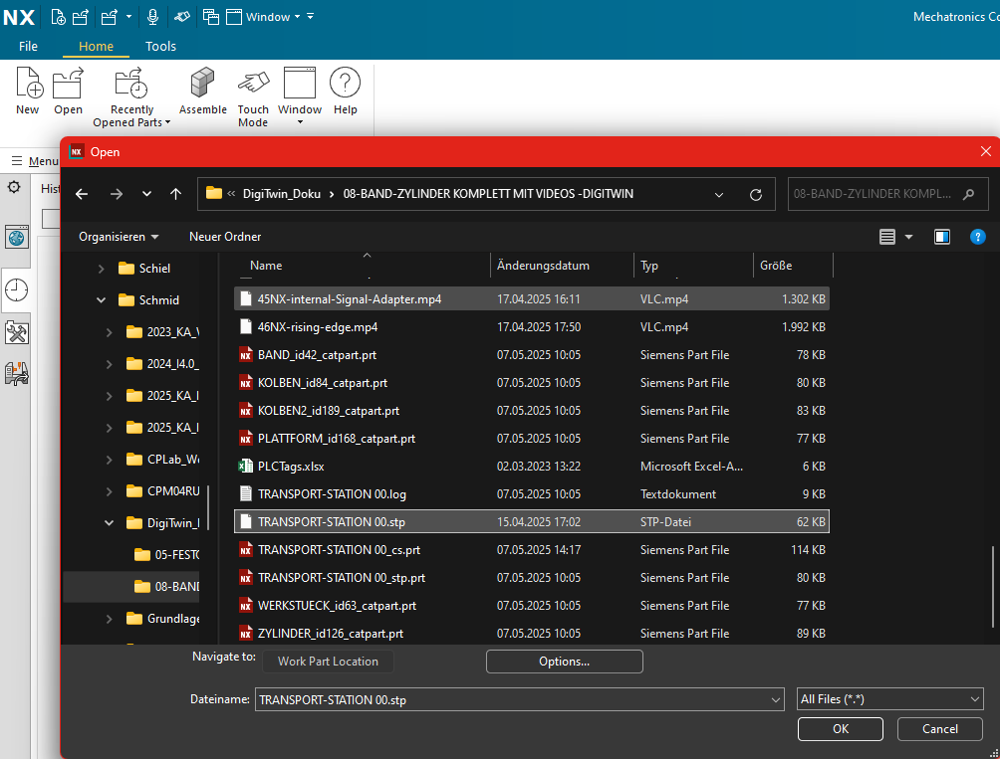 NX Window Mechatronics Co
File Home Tools
New Open Recently Opened Parts Assemble Touch Mode Window Help
Menu
NX Open
Hist
« DigiTwin_Doku › 08-BAND-ZYLINDER KOMPLETT MIT VIDEOS -DIGITWIN 08-BAND-ZYLINDER KOMPL...
Organisieren Neuer Ordner ?
Name Änderungsdatum Typ Größe
Schiel
Schmid
2023_KA_
2024_I4.0_
2025_KA_
2025_KA_
CPLab_W
CPM04RU
DigiTwin_
05-FEST
08-BAN
Grundlage
45NX-internal-Signal-Adapter.mp4 17.04.2025 16:11 VLC.mp4 1.302 KB
46NX-rising-edge.mp4 17.04.2025 17:50 VLC.mp4 1.992 KB
BAND_id42_catpart.prt 07.05.2025 10:05 Siemens Part File 78 KB
KOLBEN_id84_catpart.prt 07.05.2025 10:05 Siemens Part File 80 KB
KOLBEN2_id189_catpart.prt 07.05.2025 10:05 Siemens Part File 83 KB
PLATTFORM_id168_catpart.prt 07.05.2025 10:05 Siemens Part File 77 KB
PLCTags.xlsx 02.03.2023 13:22 Microsoft Excel-A... 6 KB
TRANSPORT-STATION 00.log 07.05.2025 10:05 Textdokument 9 KB
TRANSPORT-STATION 00.stp 15.04.2025 17:02 STP-Datei 62 KB
TRANSPORT-STATION 00_cs.prt 07.05.2025 14:17 Siemens Part File 114 KB
TRANSPORT-STATION 00_stp.prt 07.05.2025 10:05 Siemens Part File 80 KB
WERKSTUECK_id63_catpart.prt 07.05.2025 10:05 Siemens Part File 77 KB
ZYLINDER_id126_catpart.prt 07.05.2025 10:05 Siemens Part File 89 KB
Navigate to: Work Part Location Options...
Dateiname: TRANSPORT-STATION 00.stp All Files (*.*)
OK Cancel